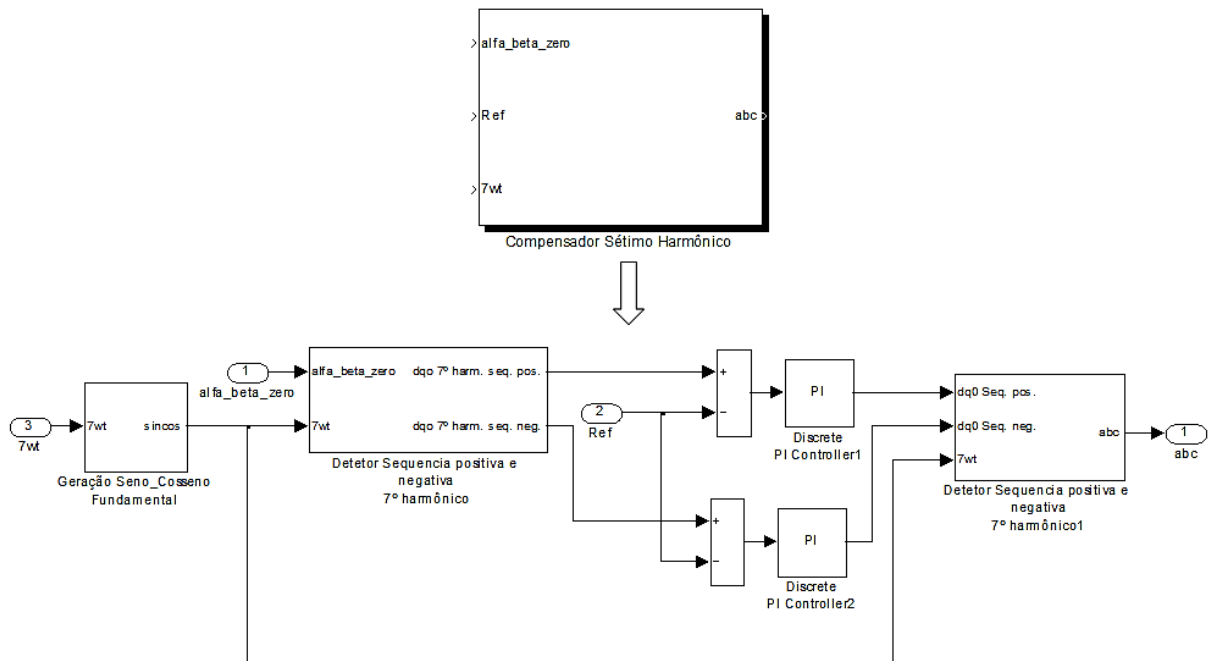 alfa_beta_zero
Ref
abc
7wt
Compensador Sétimo Harmônico
3
7wt
7wt
sincos
Geração Seno_Cosseno
Fundamental
1
alfa_beta_zero
alfa_beta_zero
dqo 7º harm. seq. pos.
7wt
dqo 7º harm. seq. neg.
Detetor Sequencia positiva e
negativa
7º harmônico
2
Ref
+
−
PI
Discrete
PI Controller1
+
−
PI
Discrete
PI Controller2
dq0 Seq. pos.
dq0 Seq. neg.
abc
7wt
Detetor Sequencia positiva e
negativa
7º harmônico1
1
abc